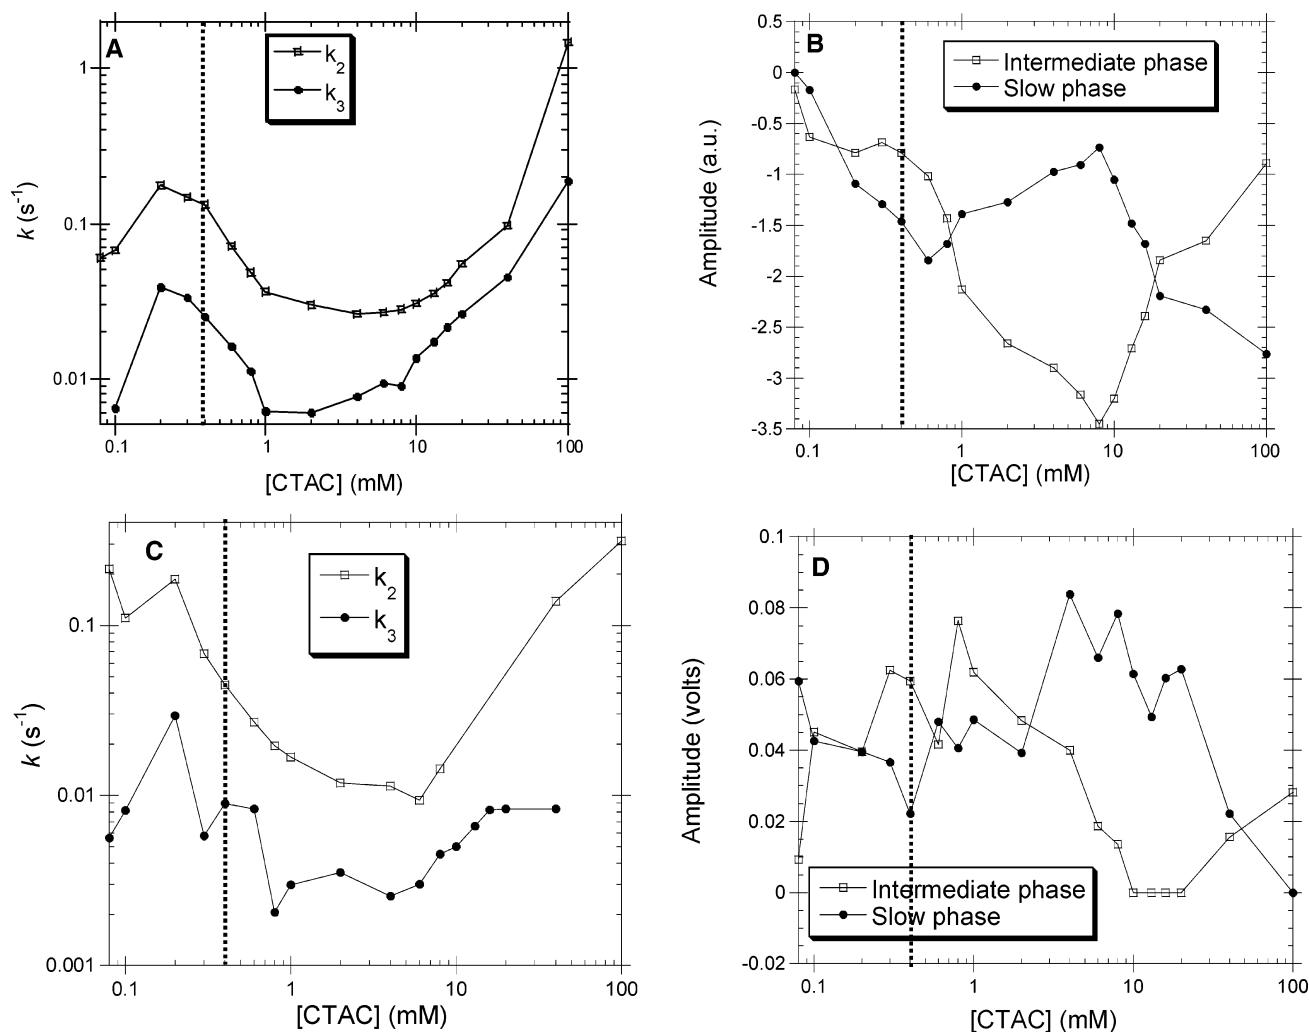 A
k2
k3
1
0.1
0.01
k (s-1)
0.1
1
10
100
[CTAC] (mM)
B
Intermediate phase
Slow phase
0.5
0
-0.5
-1
-1.5
-2
-2.5
-3
-3.5
Amplitude (a.u.)
0.1
1
10
100
[CTAC] (mM)
C
k2
k3
0.1
0.01
0.001
k (s-1)
0.1
1
10
100
[CTAC] (mM)
D
0.1
0.08
0.06
0.04
0.02
0
-0.02
Amplitude (volts)
Intermediate phase
Slow phase
0.1
1
10
100
[CTAC] (mM)